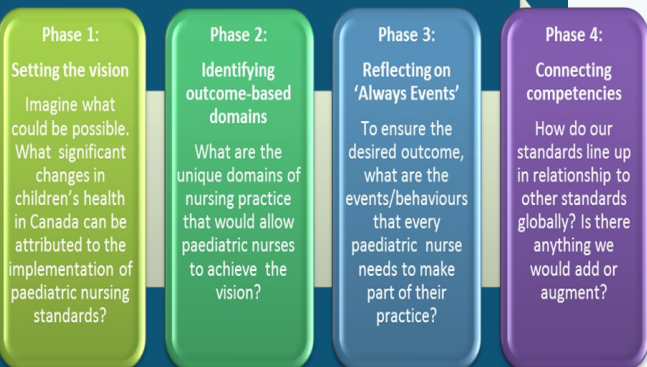 Phase 1:
Setting the vision
Imagine what
could be possible.
What significant
changes in
children's health
in Canada can be
attributed to the
implementation of
paediatric nursing
standards?
Phase 2:
Identifying
outcome-based
domains
What are the
unique domains of
nursing practice
that would allow
paediatric nurses
to achieve the
vision?
Phase 3:
Reflecting on
‘Always Events’
To ensure the
desired outcome,
what are the
events/behaviours
that every
paediatric nurse
needs to make
part of their
practice?
Phase 4:
Connecting
competencies
How do our
standards line up
in relationship to
other standards
globally? Is there
anything we
would add or
augment?